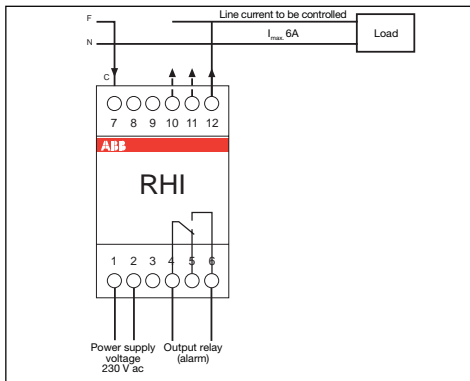 F Line current to be controlled
N Imax. 6A Load
C
7 8 9 10 11 12
ABB
RHI
1 2 3 4 5 6
Power supply
voltage
230 V ac
Output relay
(alarm)